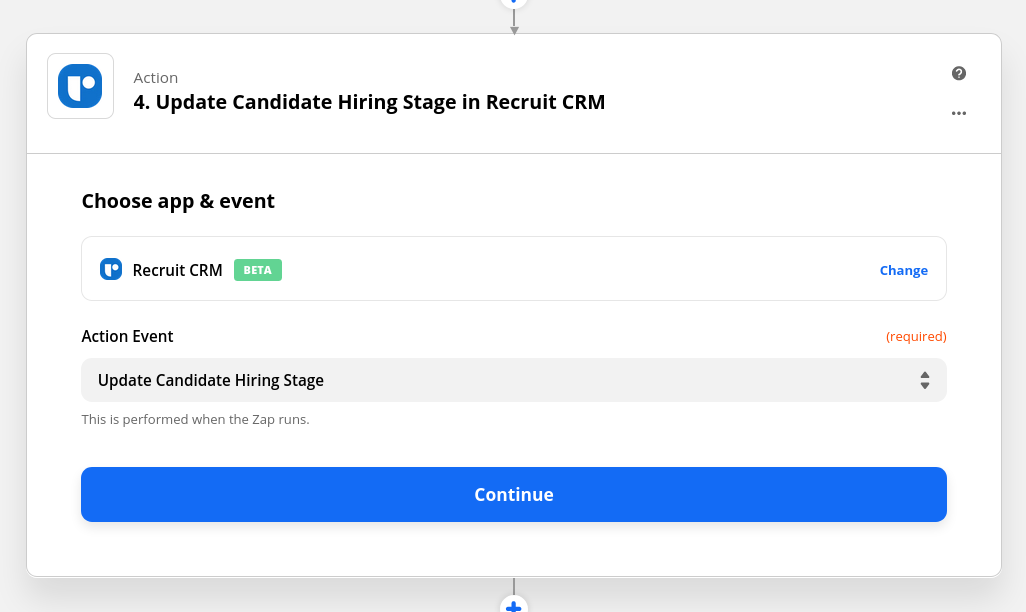 Action
4. Update Candidate Hiring Stage in Recruit CRM
Choose app & event
Recruit CRM BETA Change
Action Event (required)
Update Candidate Hiring Stage
This is performed when the Zap runs.
Continue